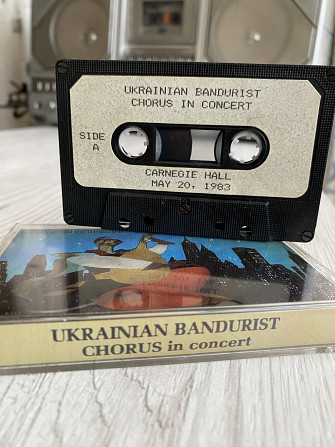 UKRAINIAN BANDURIST
CHORUS IN CONCERT
SIDE
A
CARNEGIE HALL
MAY 20, 1983
UKRAINIAN BANDURIST
CHORUS in concert